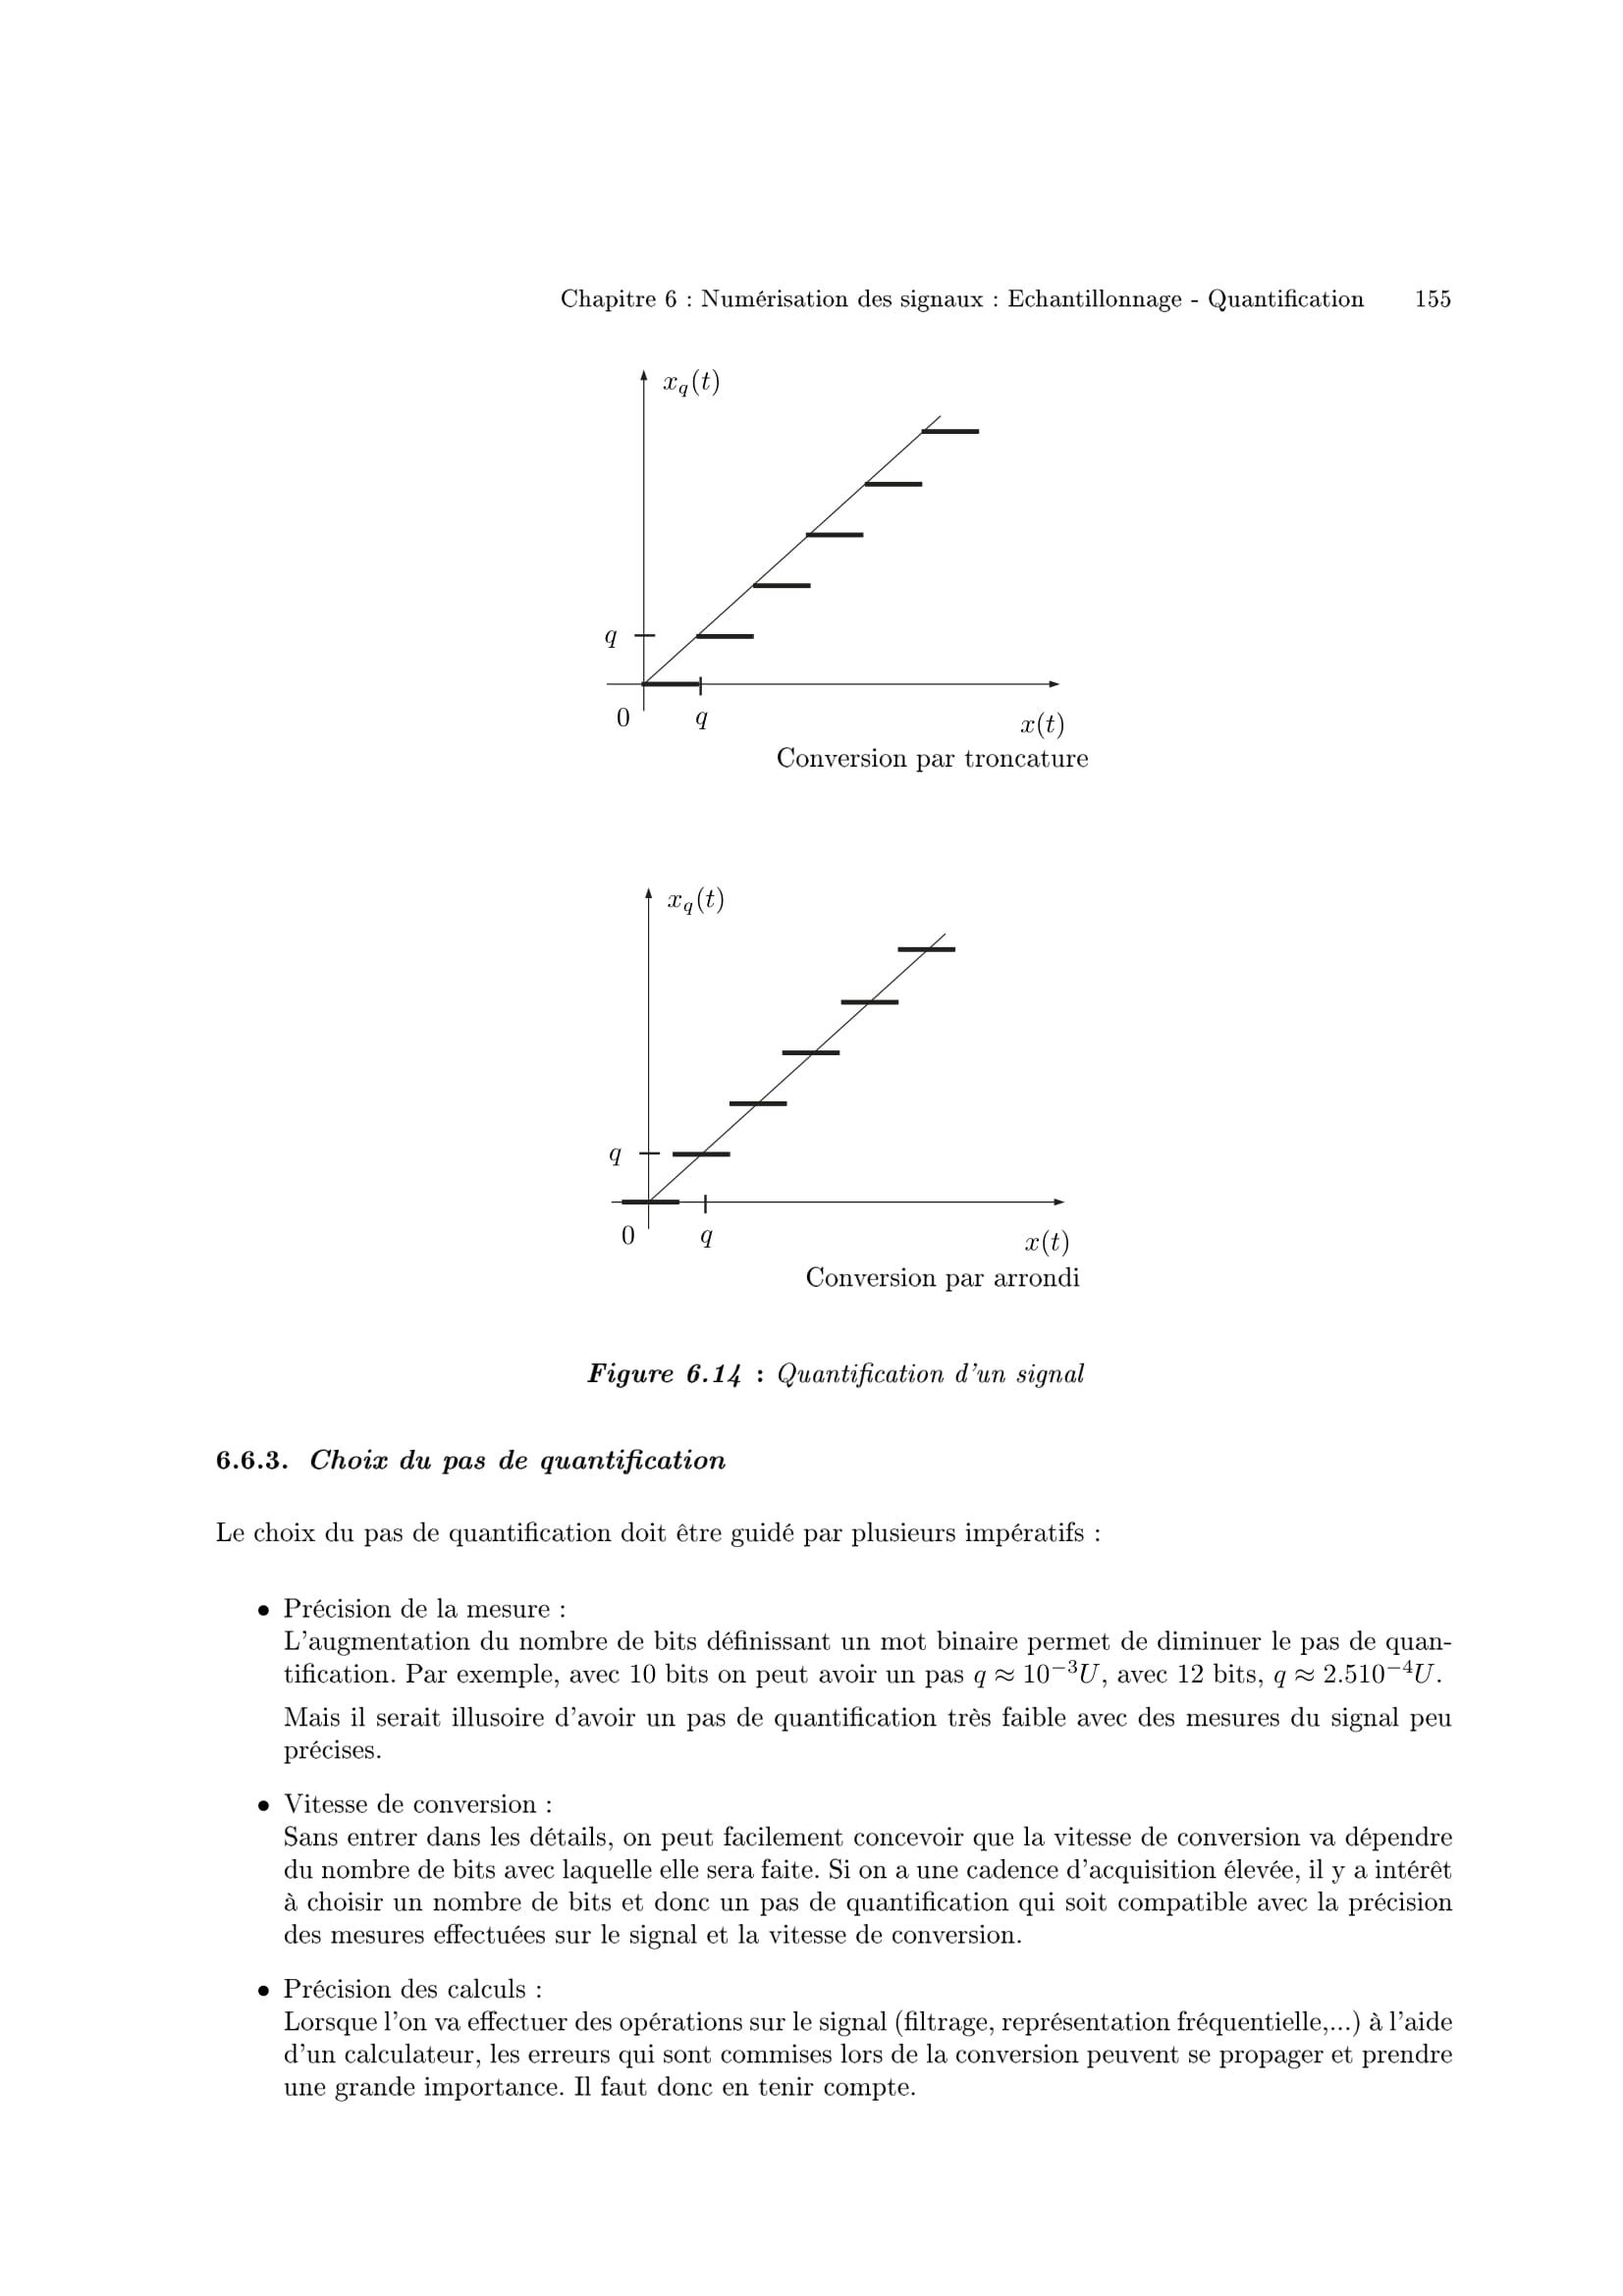 Chapitre 6 : Numérisation des signaux : Echantillonnage - Quantification 155
x_q(t)
q
0 q x(t)
Conversion par troncature
x_q(t)
q
0 q x(t)
Conversion par arrondi
Figure 6.14 : Quantification d'un signal
6.6.3. Choix du pas de quantification
Le choix du pas de quantification doit être guidé par plusieurs impératifs :
• Précision de la mesure :
L'augmentation du nombre de bits définissant un mot binaire permet de diminuer le pas de quan-
tification. Par exemple, avec 10 bits on peut avoir un pas q ≈ 10⁻³U, avec 12 bits, q ≈ 2.510⁻⁴U.
Mais il serait illusoire d'avoir un pas de quantification très faible avec des mesures du signal peu
précises.
• Vitesse de conversion :
Sans entrer dans les détails, on peut facilement concevoir que la vitesse de conversion va dépendre
du nombre de bits avec laquelle elle sera faite. Si on a une cadence d'acquisition élevée, il y a intérêt
à choisir un nombre de bits et donc un pas de quantification qui soit compatible avec la précision
des mesures effectuées sur le signal et la vitesse de conversion.
• Précision des calculs :
Lorsque l'on va effectuer des opérations sur le signal (filtrage, représentation fréquentielle,...) à l'aide
d'un calculateur, les erreurs qui sont commises lors de la conversion peuvent se propager et prendre
une grande importance. Il faut donc en tenir compte.